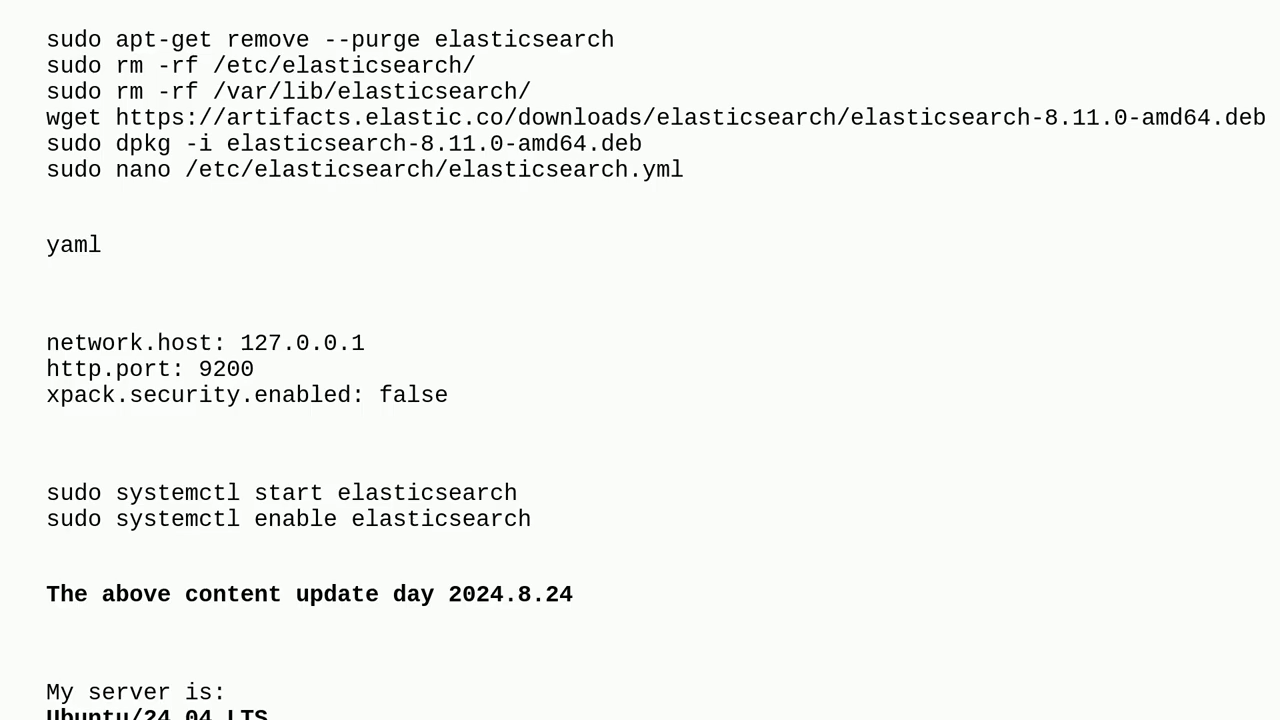 sudo apt-get remove --purge elasticsearch
sudo rm -rf /etc/elasticsearch/
sudo rm -rf /var/lib/elasticsearch/
wget https://artifacts.elastic.co/downloads/elasticsearch/elasticsearch-8.11.0-amd64.deb
sudo dpkg -i elasticsearch-8.11.0-amd64.deb
sudo nano /etc/elasticsearch/elasticsearch.yml
yaml
network.host: 127.0.0.1
http.port: 9200
xpack.security.enabled: false
sudo systemctl start elasticsearch
sudo systemctl enable elasticsearch
The above content update day 2024.8.24
My server is:
Ubuntu/24.04 LTS